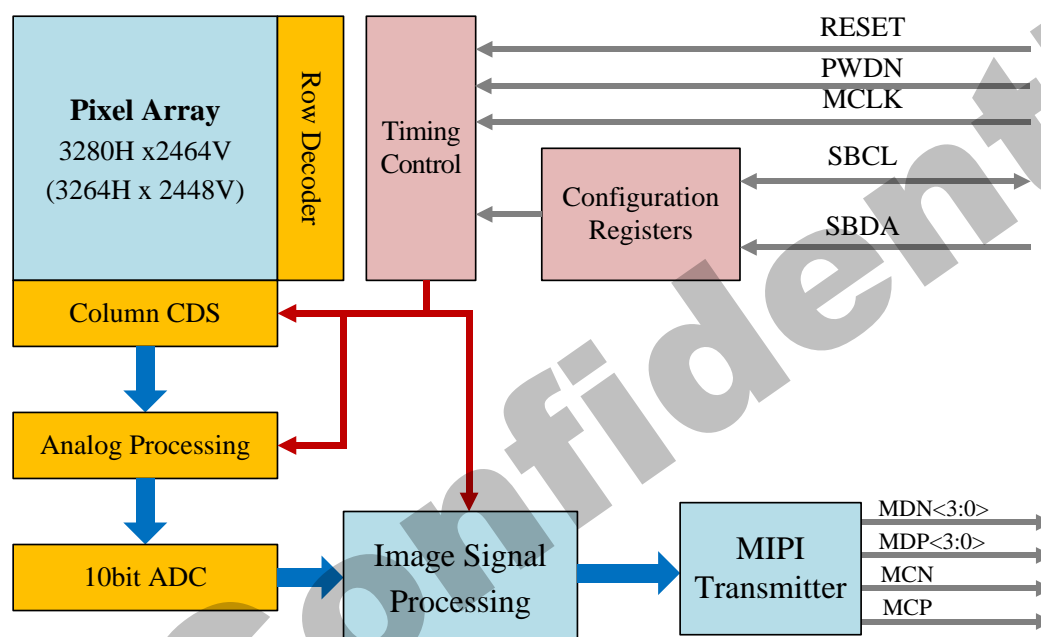 Pixel Array
3280H x2464V
(3264H x 2448V)
Row Decoder
Timing
Control
RESET
PWDN
MCLK
SBCL
SBDA
Configuration
Registers
Column CDS
Analog Processing
10bit ADC
Image Signal
Processing
MIPI
Transmitter
MDN<3:0>
MDP<3:0>
MCN
MCP
Confident